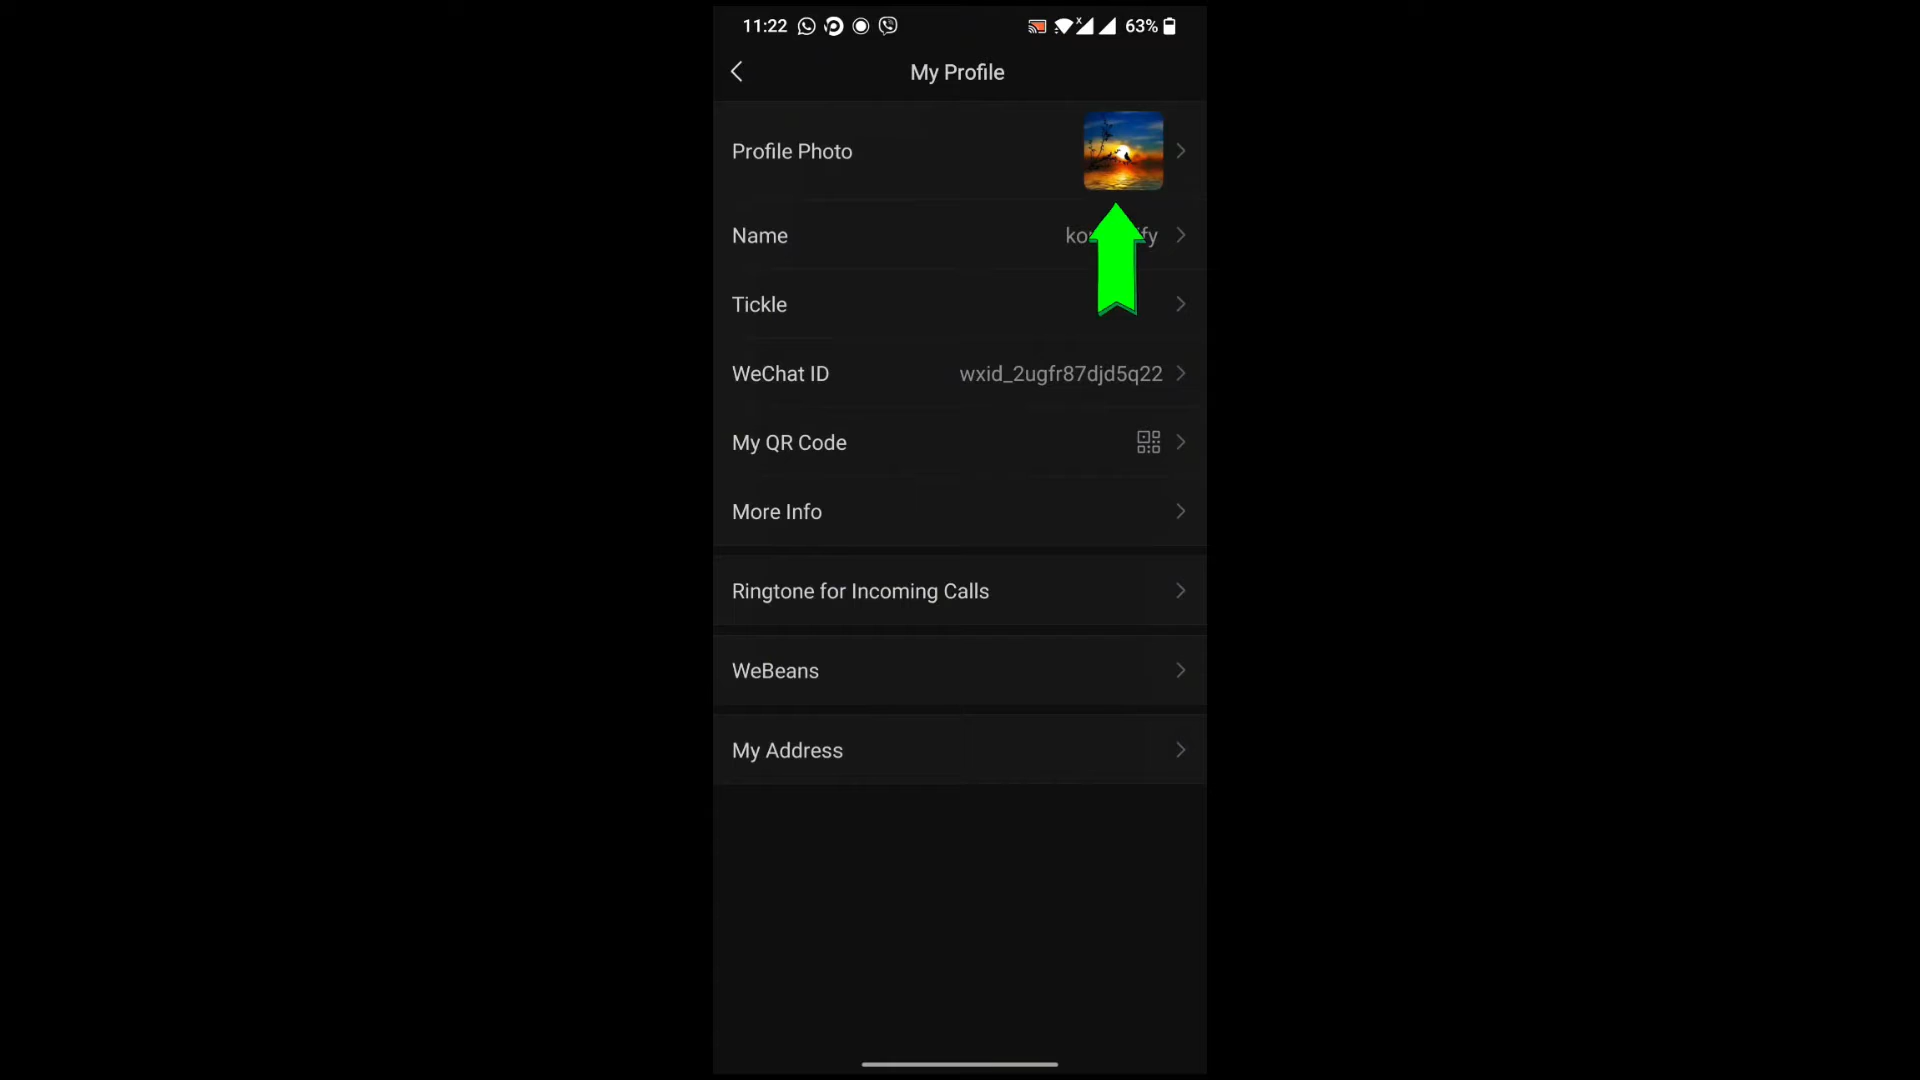 11:22 63%
My Profile
Profile Photo
Name
Tickle
WeChat ID wxid_2ugfr87djd5q22
My QR Code
More Info
Ringtone for Incoming Calls
WeBeans
My Address